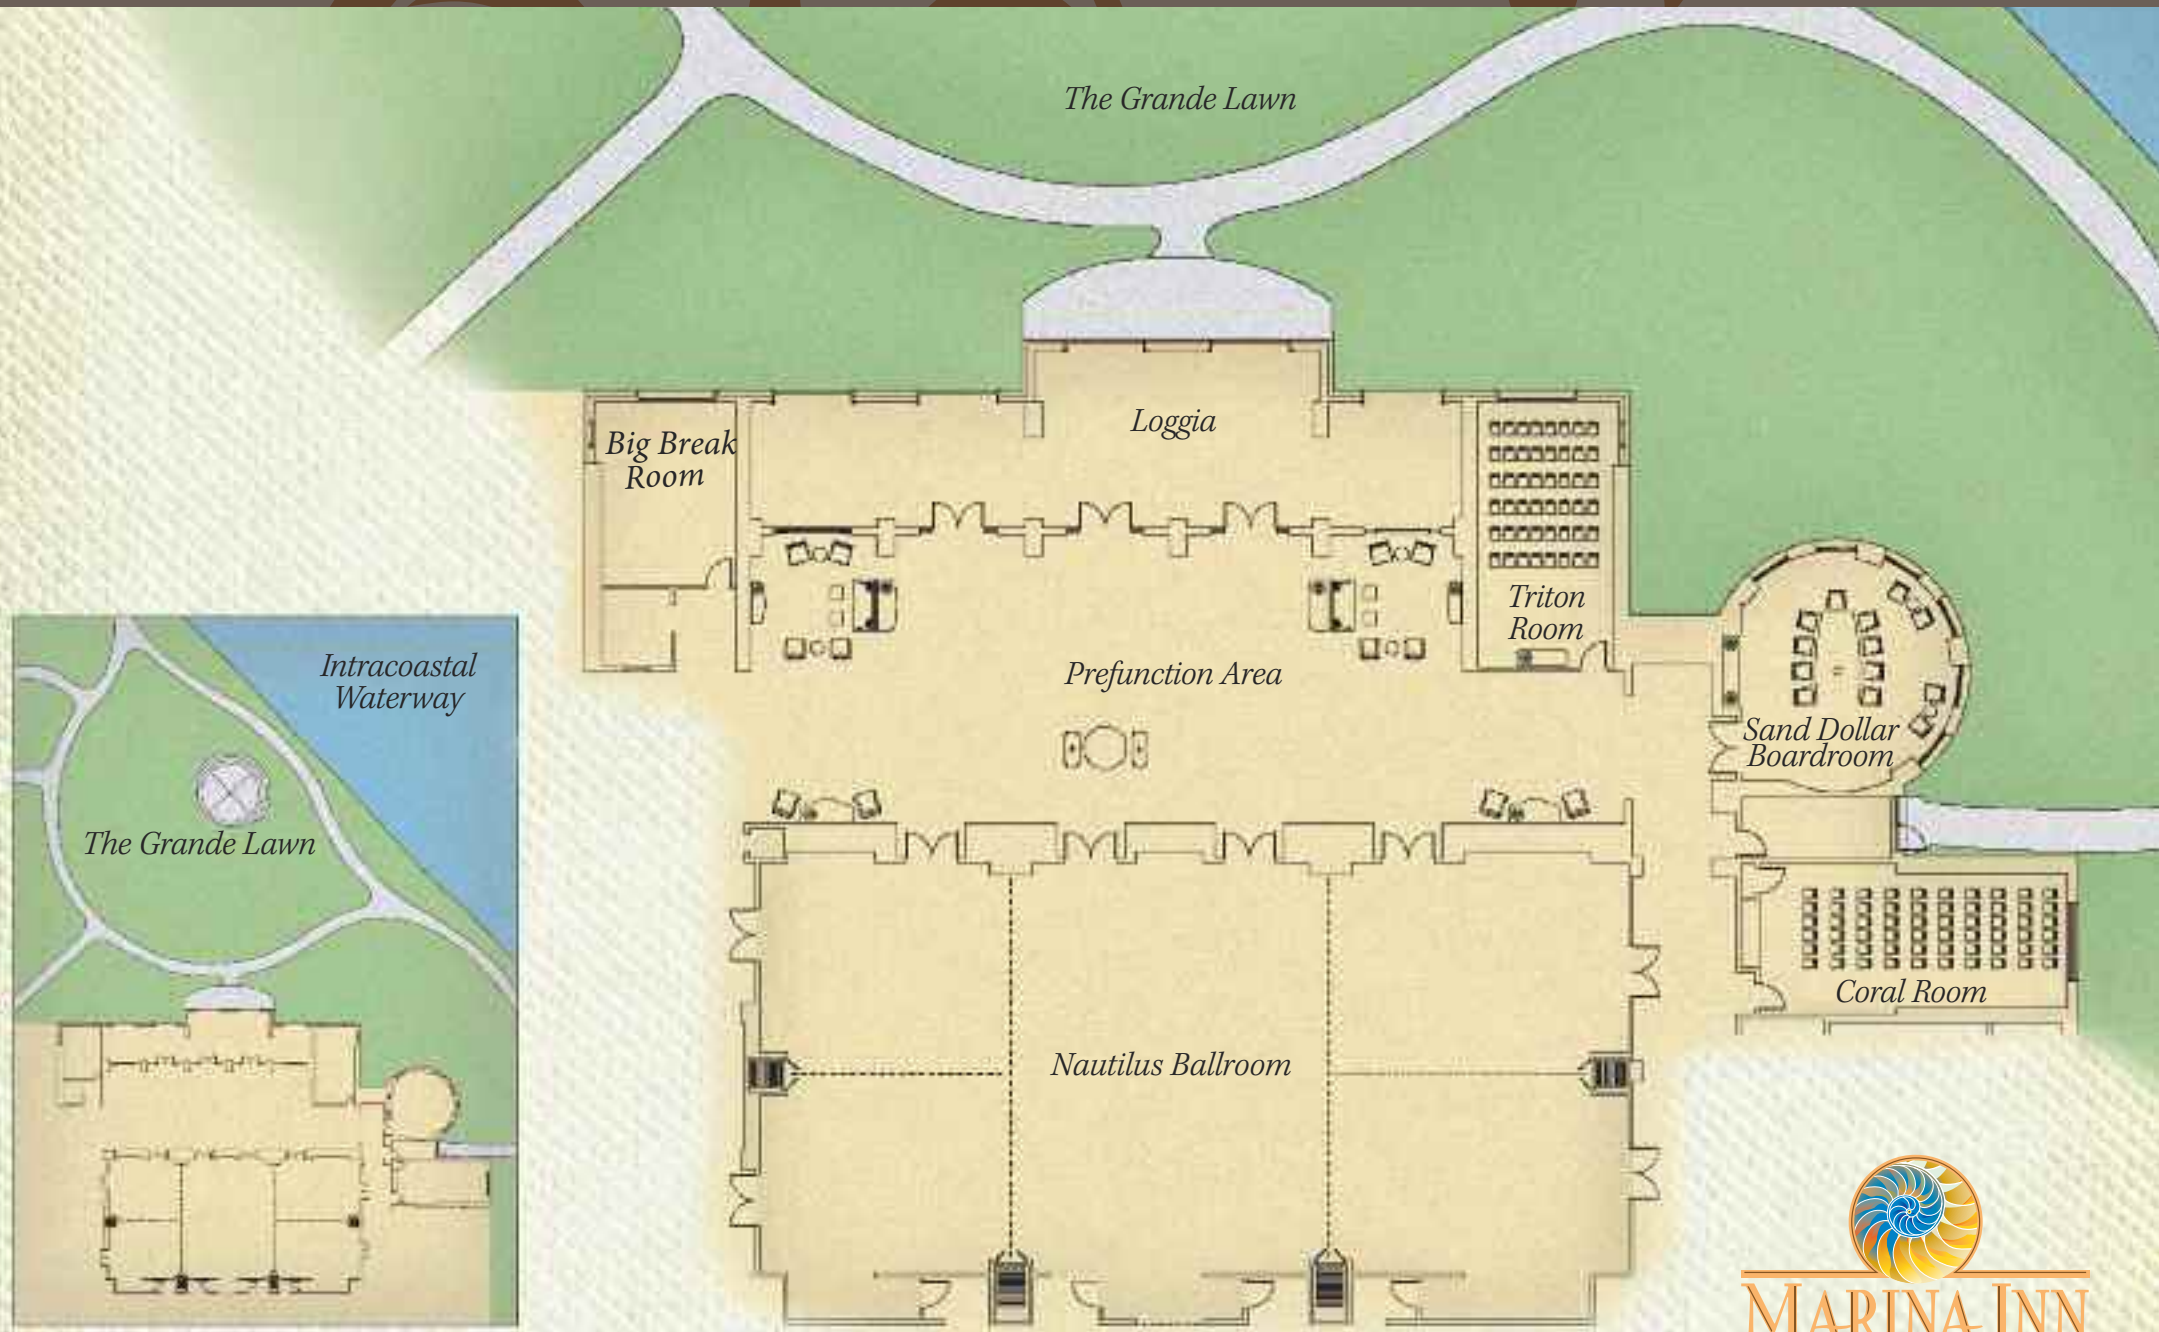 The Grande Lawn
Loggia
Big Break
Room
Triton
Room
Prefunction Area
Sand Dollar
Boardroom
Intracoastal
Waterway
The Grande Lawn
Coral Room
Nautilus Ballroom
MARINA INN